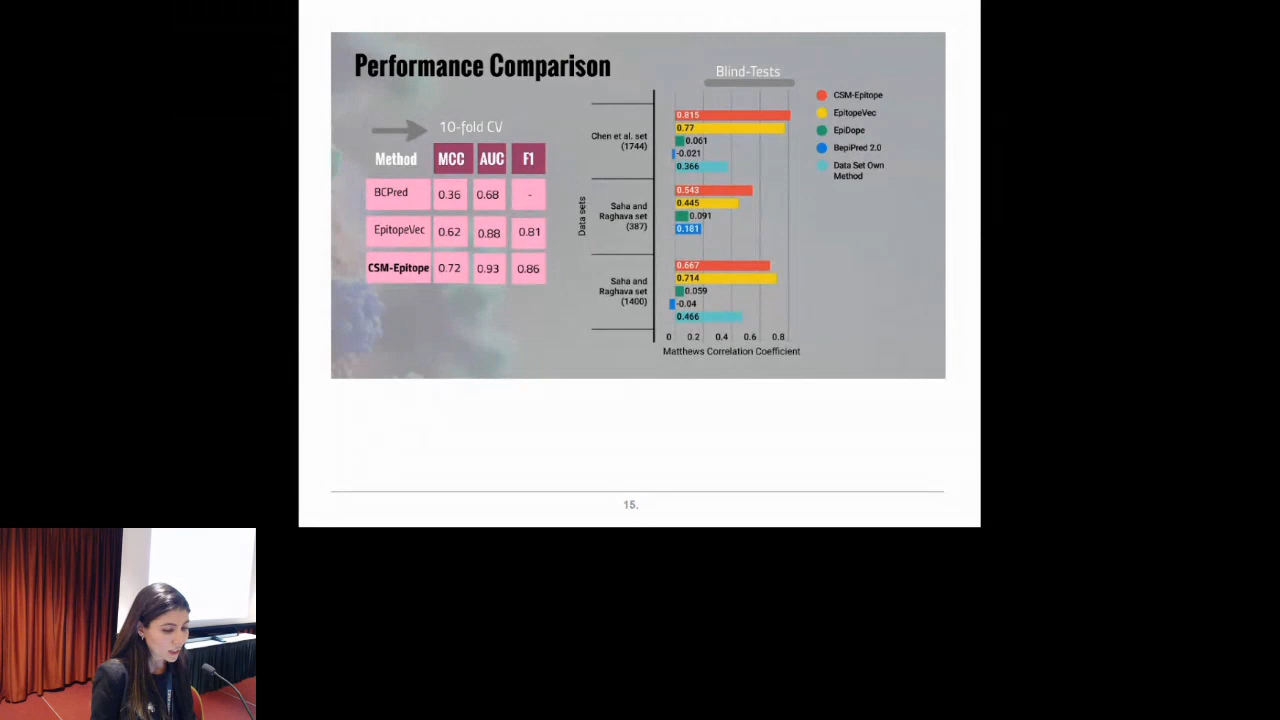 Performance Comparison
10-fold CV
Method MCC AUC F1
BCPred 0.36 0.68 -
EpitopeVec 0.62 0.88 0.81
CSM-Epitope 0.72 0.93 0.86
Blind-Tests
Data sets
Chen et al. set
(1744)
0.815
0.77
0.061
-0.021
0.366
Saha and
Raghava set
(387)
0.543
0.445
0.091
0.181
Saha and
Raghava set
(1400)
0.667
0.714
0.059
-0.04
0.466
0 0.2 0.4 0.6 0.8
Matthews Correlation Coefficient
CSM-Epitope
EpitopeVec
EpiDope
BepiPred 2.0
Data Set Own
Method
15.